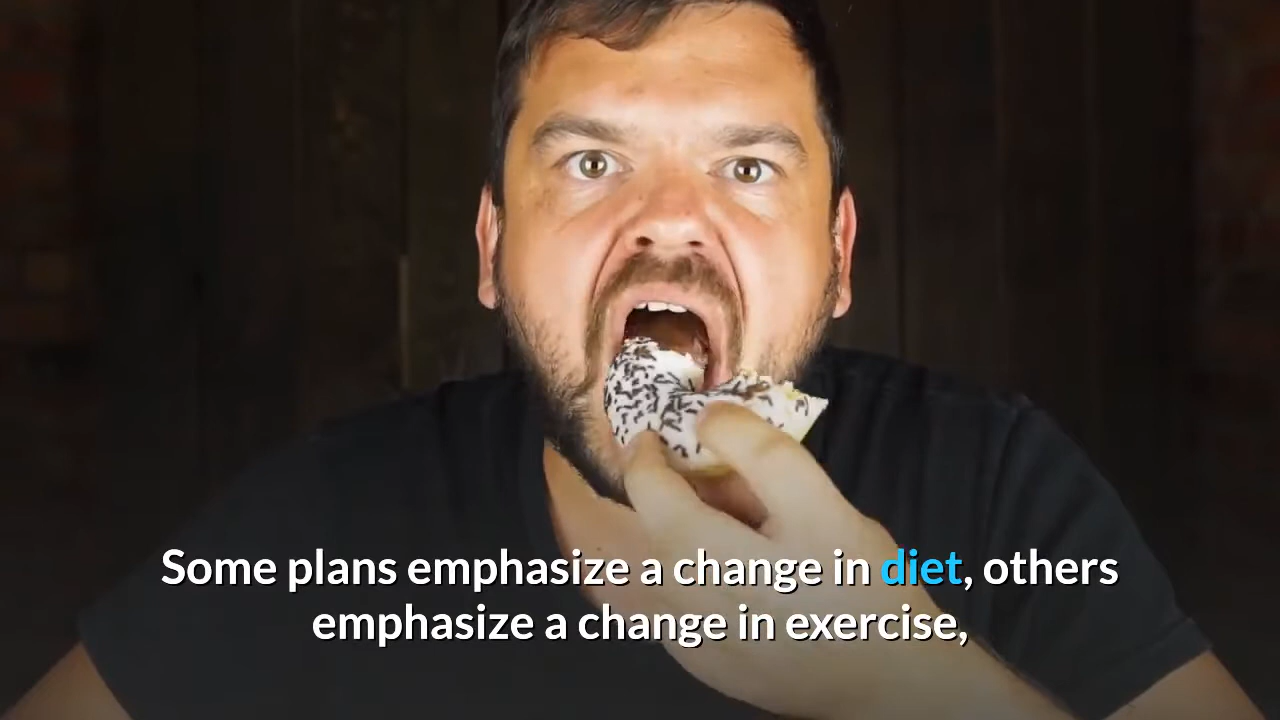 Some plans emphasize a change in diet, others
emphasize a change in exercise,